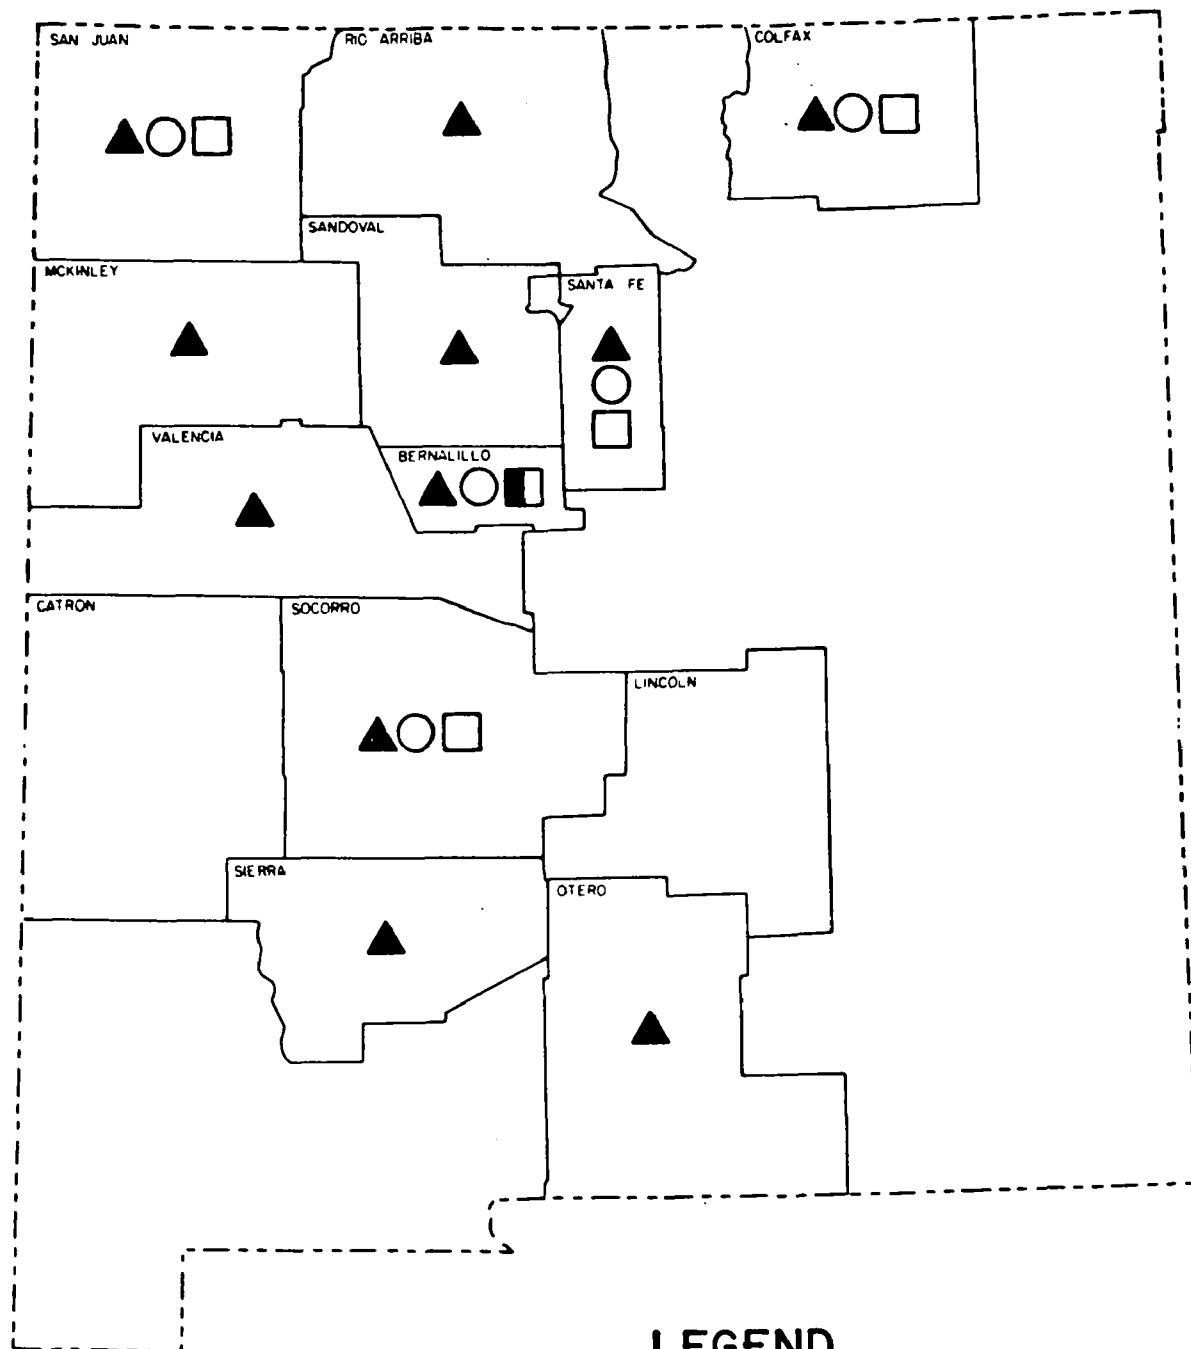 SAN JUAN
RIO ARRIBA
COLFAX
SANDOVAL
MCKINLEY
SANTA FE
VALENCIA
BERNALILLO
CATRON
SOCORRO
LINCOLN
SIERRA
OTERO
LEGEND